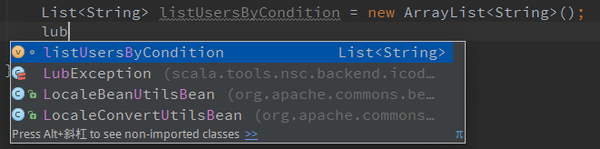 List<String> listUsersByCondition = new ArrayList<String>();
lub
listUsersByCondition List<String>
LubException (scala.tools.nsc.backend.icod…
LocaleBeanUtilsBean (org.apache.commons.be…
LocaleConvertUtilsBean (org.apache.commons…
Press Alt+斜杠 to see non-imported classes >> π
}